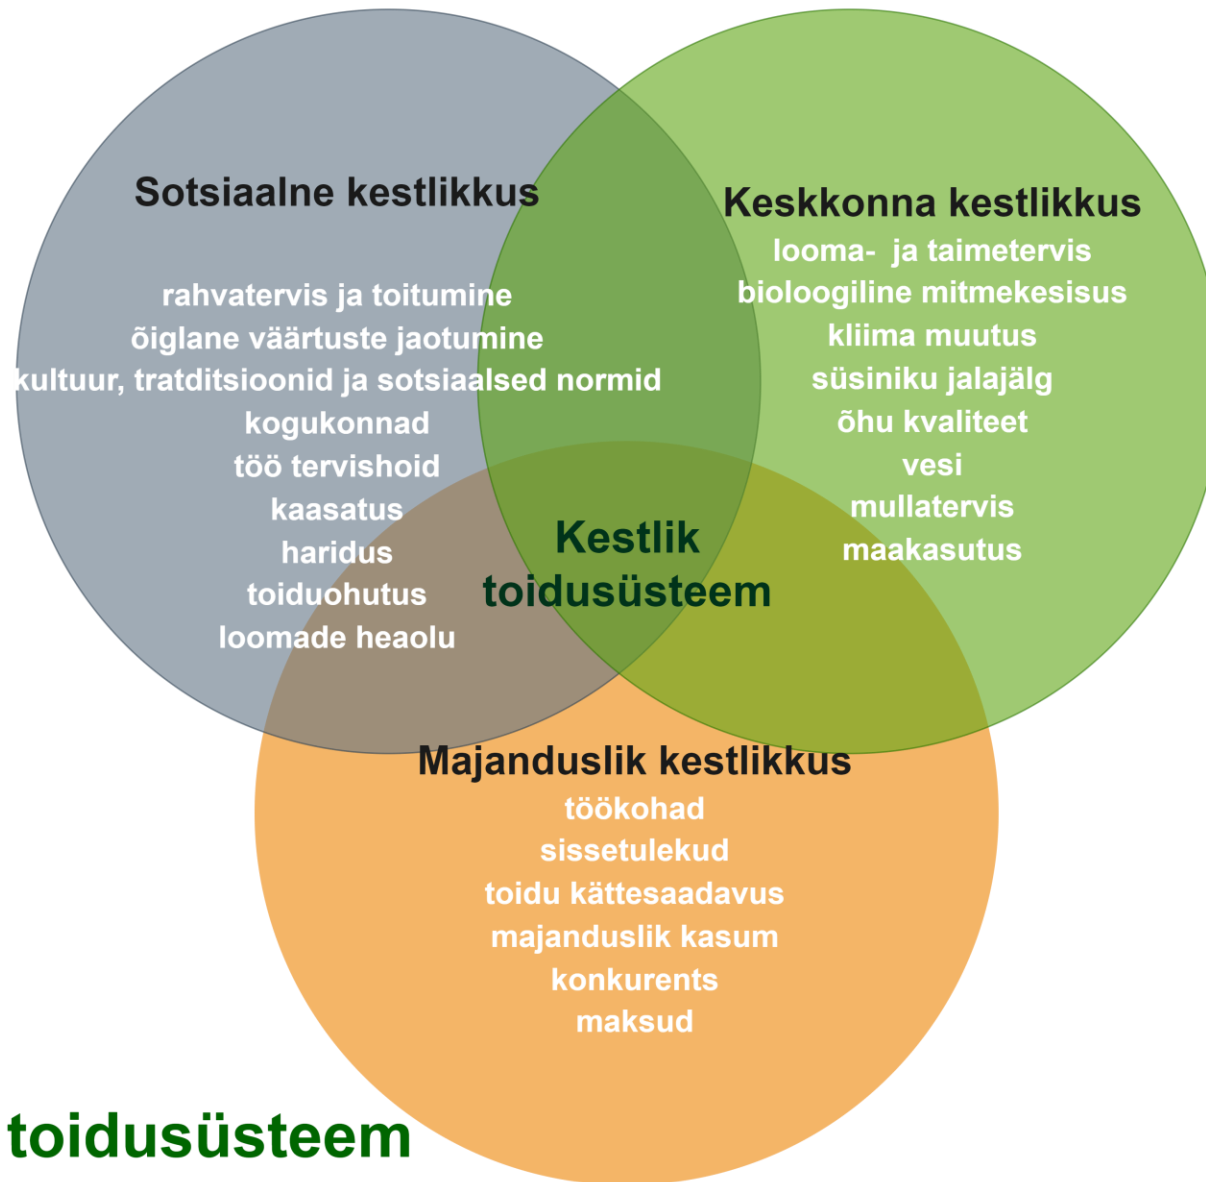 Sotsiaalne kestlikkus
rahvatervis ja toitumine
õiglane väärtuste jaotumine
kultuur, tratditsioonid ja sotsiaalsed normid
kogukonnad
töö tervishoid
kaasatus
haridus
toiduohutus
loomade heaolu
Keskkonna kestlikkus
looma- ja taimetervis
bioloogiline mitmekesisus
kliima muutus
süsiniku jalajälg
õhu kvaliteet
vesi
mullatervis
maakasutus
Kestlik
toidusüsteem
Majanduslik kestlikkus
töökohad
sissetulekud
toidu kättesaadavus
majanduslik kasum
konkurents
maksud
toidusüsteem